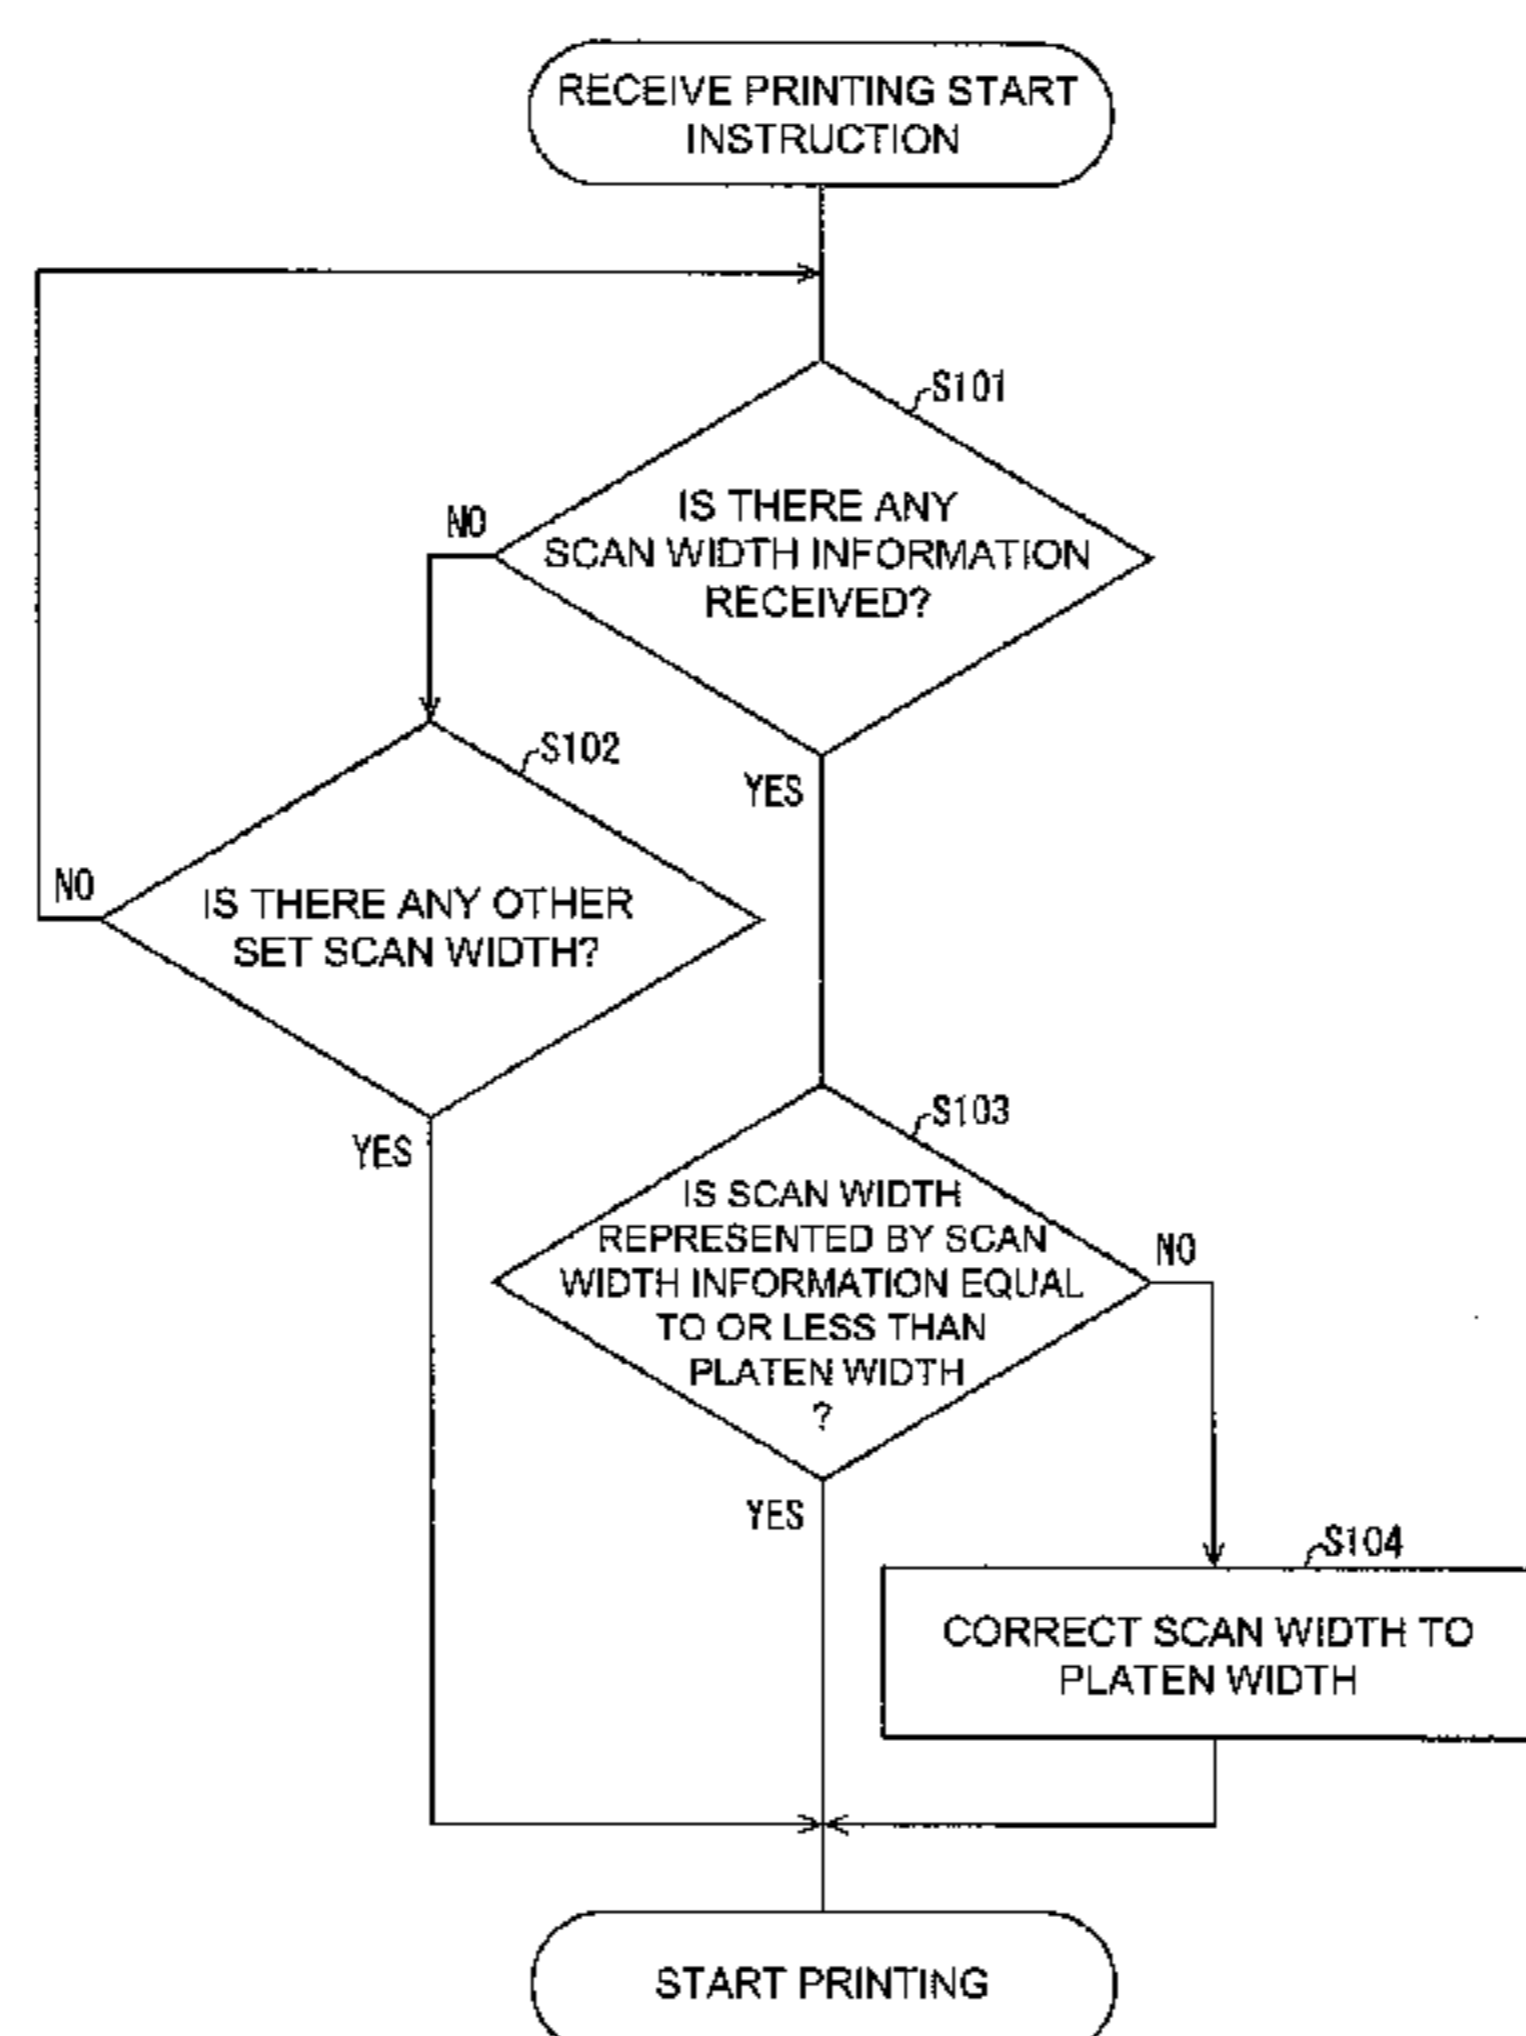 RECEIVE PRINTING START
INSTRUCTION
S101
IS THERE ANY
SCAN WIDTH INFORMATION
RECEIVED?
NO
YES
S102
IS THERE ANY OTHER
SET SCAN WIDTH?
NO
YES
S103
IS SCAN WIDTH
REPRESENTED BY SCAN
WIDTH INFORMATION EQUAL
TO OR LESS THAN
PLATEN WIDTH
?
NO
YES
S104
CORRECT SCAN WIDTH TO
PLATEN WIDTH
START PRINTING